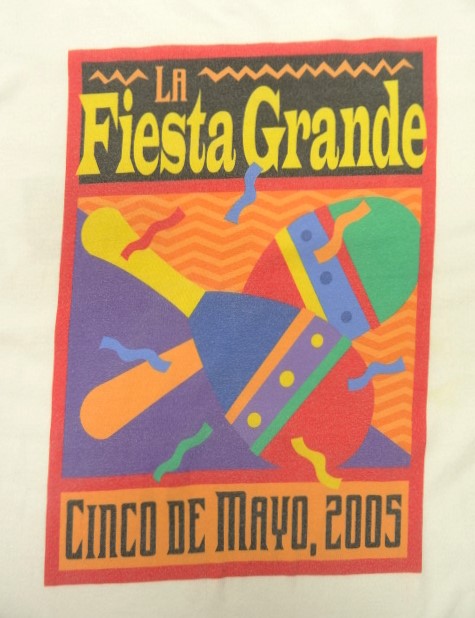 LA
Fiesta Grande
CINCO DE MAYO, 2005